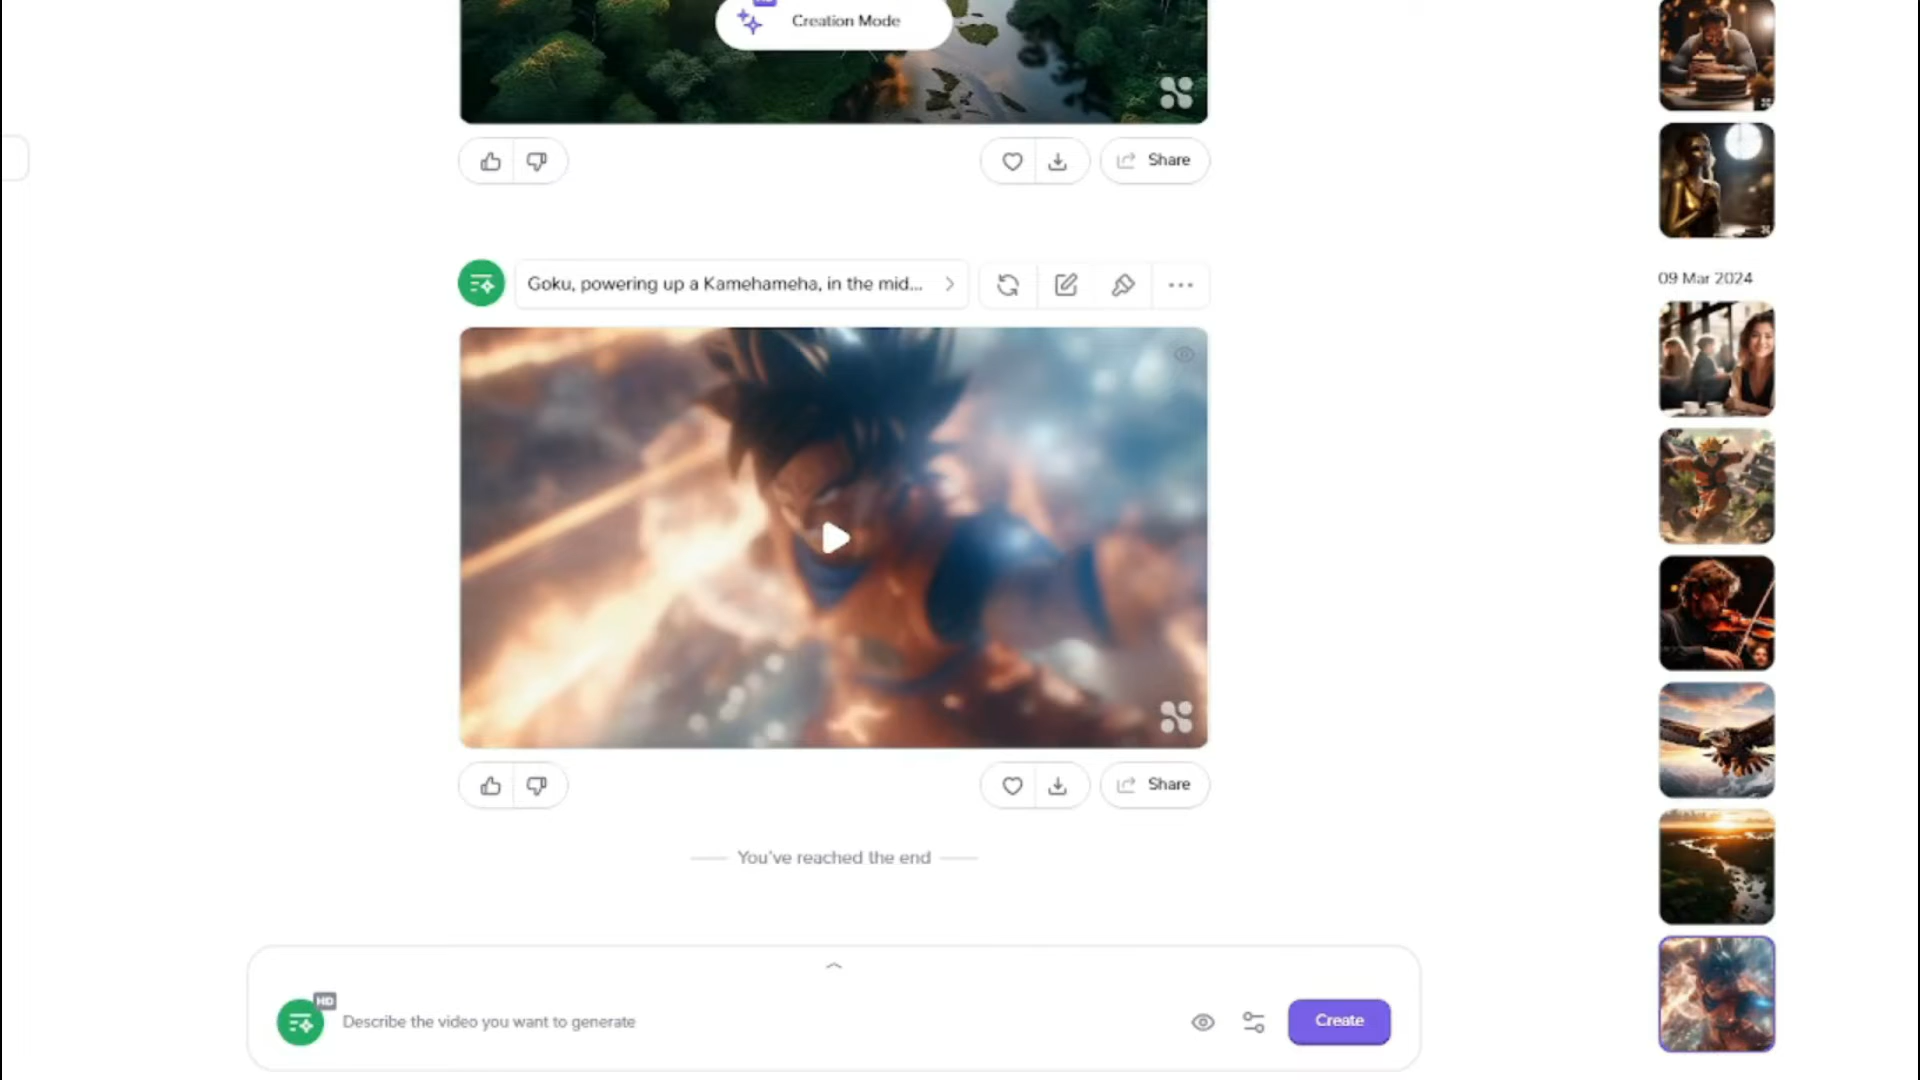 HD
Creation Mode
Share
Goku, powering up a Kamehameha, in the mid...
Share
You've reached the end
HD
Describe the video you want to generate
Create
09 Mar 2024